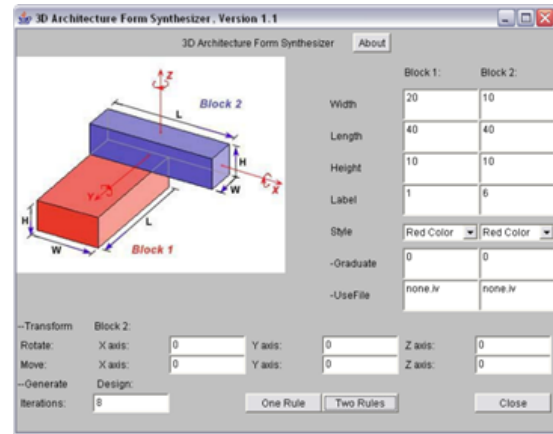 3D Architecture Form Synthesizer, Version 1.1
3D Architecture Form Synthesizer About
Block 1: Block 2:
Z
L
Block 2
H
W
X
Y
L
H
W
Block 1
Width 20 10
Length 40 40
Height 10 10
Label 1 6
Style Red Color Red Color
-Graduate 0 0
-UseFile none.iv none.iv
--Transform Block 2:
Rotate: X axis: 0 Y axis: 0 Z axis: 0
Move: X axis: 0 Y axis: 0 Z axis: 0
--Generate Design:
Iterations: 8 One Rule Two Rules Close